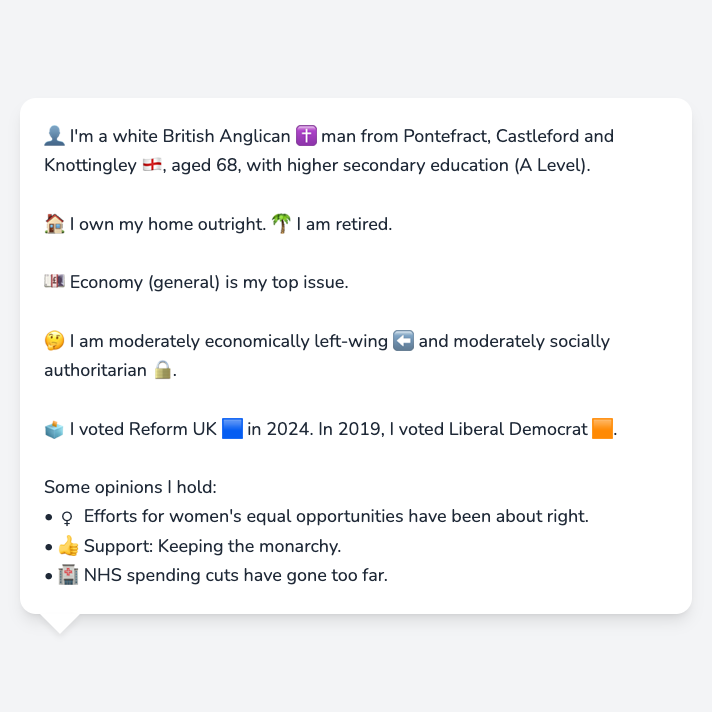 👤 I'm a white British Anglican ✝️ man from Pontefract, Castleford and
Knottingley 🏴󠁧󠁢󠁥󠁮󠁧󠁿, aged 68, with higher secondary education (A Level).
🏠 I own my home outright. 🌴 I am retired.
💷 Economy (general) is my top issue.
🤔 I am moderately economically left-wing ⬅️ and moderately socially
authoritarian 🔒.
🗳️ I voted Reform UK 🟦 in 2024. In 2019, I voted Liberal Democrat 🟧.
Some opinions I hold:
• ♀️ Efforts for women's equal opportunities have been about right.
• 👍 Support: Keeping the monarchy.
• 🏥 NHS spending cuts have gone too far.